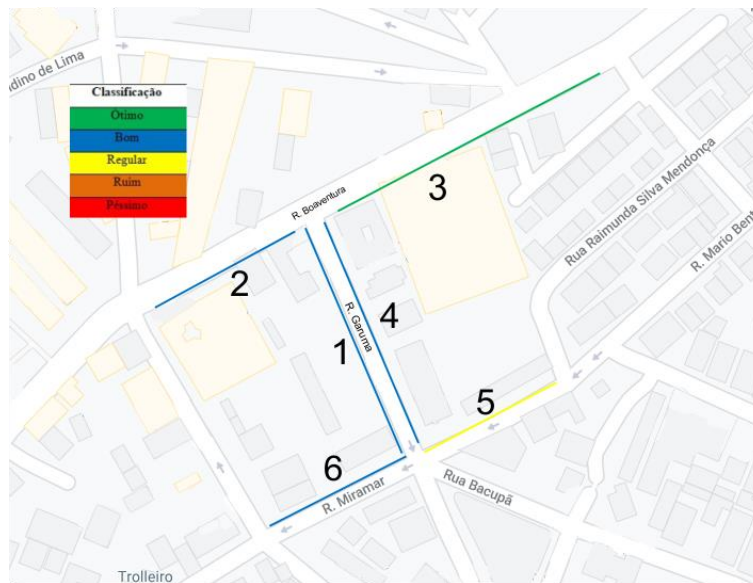 dino de Lima
Classificação
Ótimo
Bom
Regular
Ruim
Péssimo
R. Boaventura
3
Rua Raimunda Silva Mendonça
R. Mario Beni
2
4
R. Garuma
1
5
6
R. Miramar
Rua Bacupã
Trolleiro